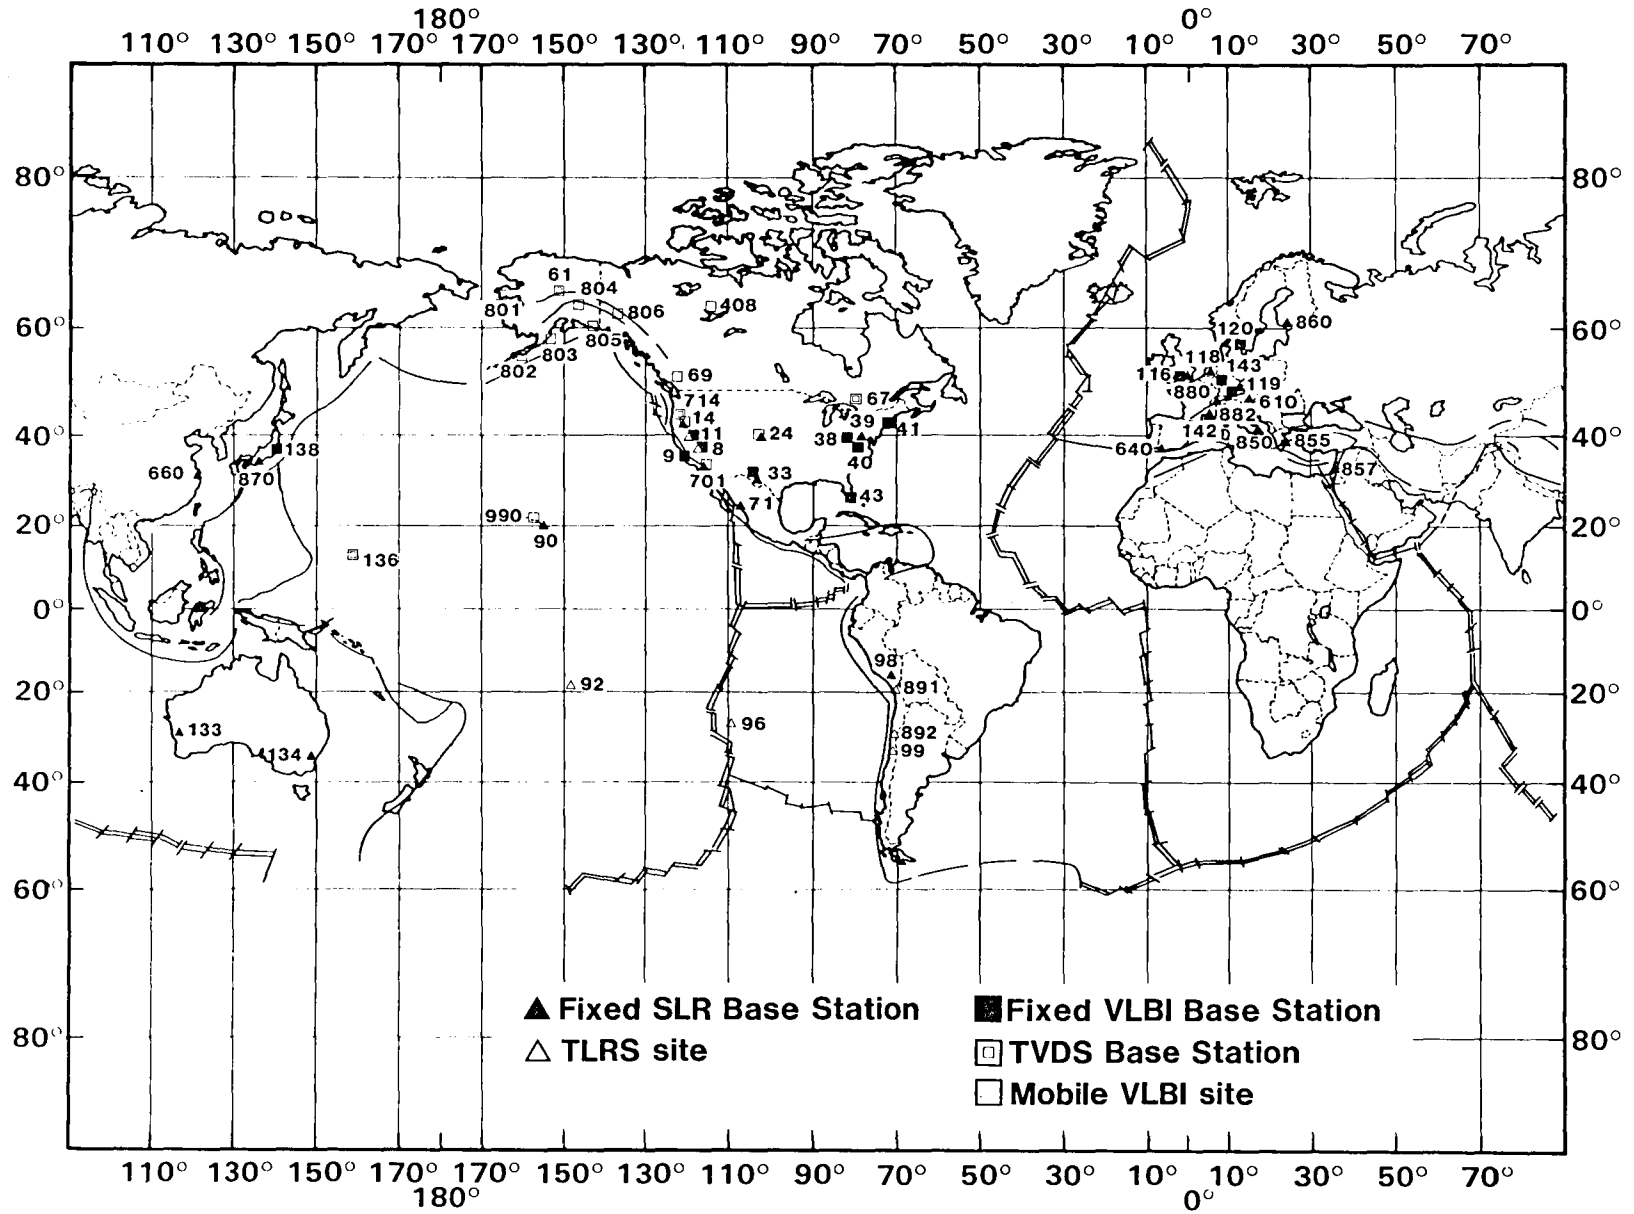 180° 0°
110° 130° 150° 170° 170° 150° 130° 110° 90° 70° 50° 30° 10° 10° 30° 50° 70°
80° 80°
61 804
801 806 408
60° 805 120 860 60°
803
802 118 143
69 116 119
714 67 880 610
14 39 882
40° 11 24 38 41 142 850 855 40°
138 8 640
660 870 9 40 857
701 33
71 43
20° 990 20°
90
136
0° 0°
98
20° 92 891 20°
133 96 892
134 99
40° 40°
60° 60°
Fixed SLR Base Station Fixed VLBI Base Station
80° TLRS site TVDS Base Station 80°
Mobile VLBI site
110° 130° 150° 170° 170° 150° 130° 110° 90° 70° 50° 30° 10° 10° 30° 50° 70°
180° 0°